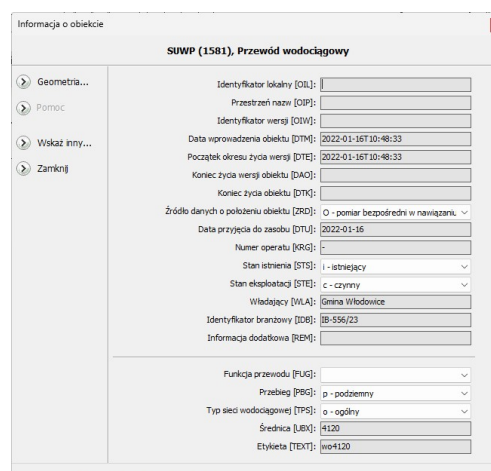 Informacja o obiekcie
SUWP (1581), Przewód wodociągowy
Geometria...
Pomoc
Wskaż inny...
Zamknij
Identyfikator lokalny [OIL]:
Przestrzeń nazw [OIP]:
Identyfikator wersji [OIW]:
Data wprowadzenia obiektu [DTM]: 2022-01-16T10:48:33
Początek okresu życia wersji [DTE]: 2022-01-16T10:48:33
Koniec życia wersji obiektu [DAO]:
Koniec życia obiektu [DTK]:
Źródło danych o położeniu obiektu [ZRD]: O - pomiar bezpośredni w nawiązaniu
Data przyjęcia do zasobu [DTU]: 2022-01-16
Numer operatu [KRG]: -
Stan istnienia [STS]: i - istniejący
Stan eksploatacji [STE]: c - czynny
Władający [WLA]: Gmina Włodowice
Identyfikator branżowy [IDB]: IB-556/23
Informacja dodatkowa [REM]:
Funkcja przewodu [FUG]:
Przebieg [PBG]: p - podziemny
Typ sieci wodociągowej [TPS]: o - ogólny
Średnica [UBX]: 4120
Etykieta [TEXT]: wo4120